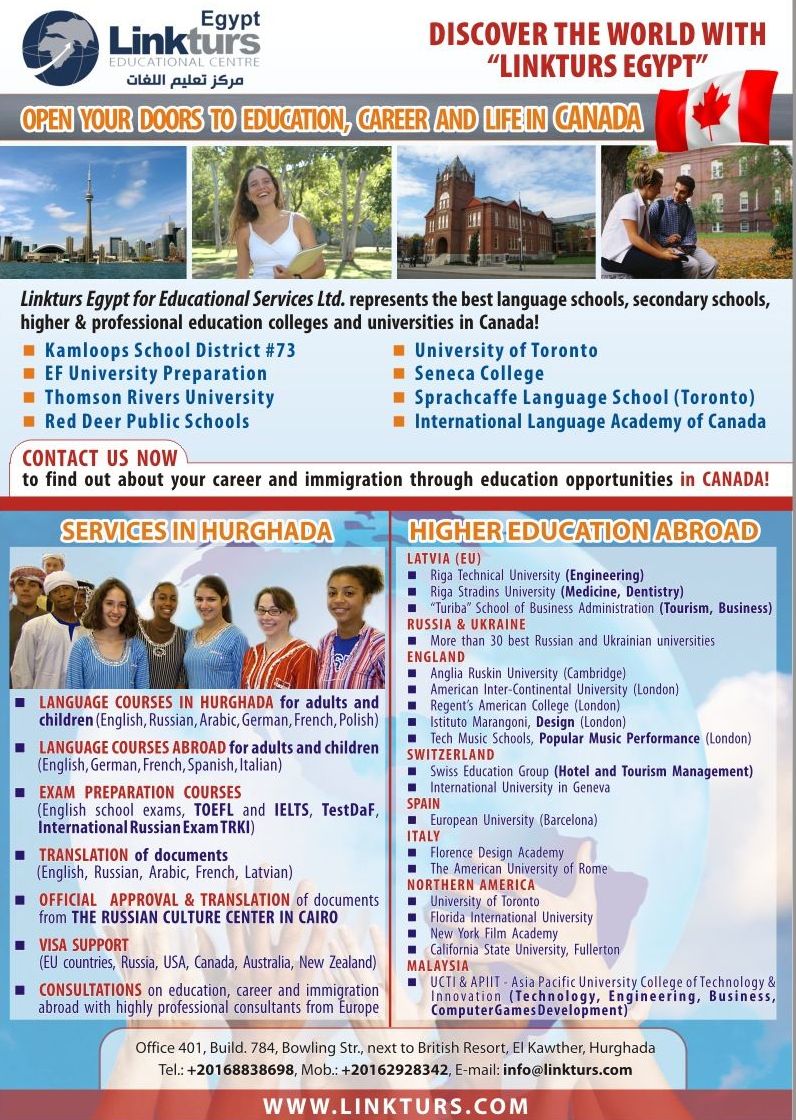 Egypt
Linkturs
EDUCATIONAL CENTRE
مركز تعليم اللغات
DISCOVER THE WORLD WITH
“LINKTURS EGYPT”
OPEN YOUR DOORS TO EDUCATION, CAREER AND LIFE IN CANADA
Linkturs Egypt for Educational Services Ltd. represents the best language schools, secondary schools,
higher & professional education colleges and universities in Canada!
Kamloops School District #73
EF University Preparation
Thomson Rivers University
Red Deer Public Schools
University of Toronto
Seneca College
Sprachcaffe Language School (Toronto)
International Language Academy of Canada
CONTACT US NOW
to find out about your career and immigration through education opportunities in CANADA!
SERVICES IN HURGHADA
LANGUAGE COURSES IN HURGHADA for adults and
children (English, Russian, Arabic, German, French, Polish)
LANGUAGE COURSES ABROAD for adults and children
(English, German, French, Spanish, Italian)
EXAM PREPARATION COURSES
(English school exams, TOEFL and IELTS, TestDaF,
International Russian Exam TRKI)
TRANSLATION of documents
(English, Russian, Arabic, French, Latvian)
OFFICIAL APPROVAL & TRANSLATION of documents
from THE RUSSIAN CULTURE CENTER IN CAIRO
VISA SUPPORT
(EU countries, Russia, USA, Canada, Australia, New Zealand)
CONSULTATIONS on education, career and immigration
abroad with highly professional consultants from Europe
HIGHER EDUCATION ABROAD
LATVIA (EU)
Riga Technical University (Engineering)
Riga Stradins University (Medicine, Dentistry)
“Turiba” School of Business Administration (Tourism, Business)
RUSSIA & UKRAINE
More than 30 best Russian and Ukrainian universities
ENGLAND
Anglia Ruskin University (Cambridge)
American Inter-Continental University (London)
Regent's American College (London)
Istituto Marangoni, Design (London)
Tech Music Schools, Popular Music Performance (London)
SWITZERLAND
Swiss Education Group (Hotel and Tourism Management)
International University in Geneva
SPAIN
European University (Barcelona)
ITALY
Florence Design Academy
The American University of Rome
NORTHERN AMERICA
University of Toronto
Florida International University
New York Film Academy
California State University, Fullerton
MALAYSIA
UCTI & APIIT - Asia Pacific University College of Technology &
Innovation (Technology, Engineering, Business,
Computer Games Development)
Office 401, Build. 784, Bowling Str., next to British Resort, El Kawther, Hurghada
Tel.: +20168838698, Mob.: +20162928342, E-mail: info@linkturs.com
WWW.LINKTURS.COM